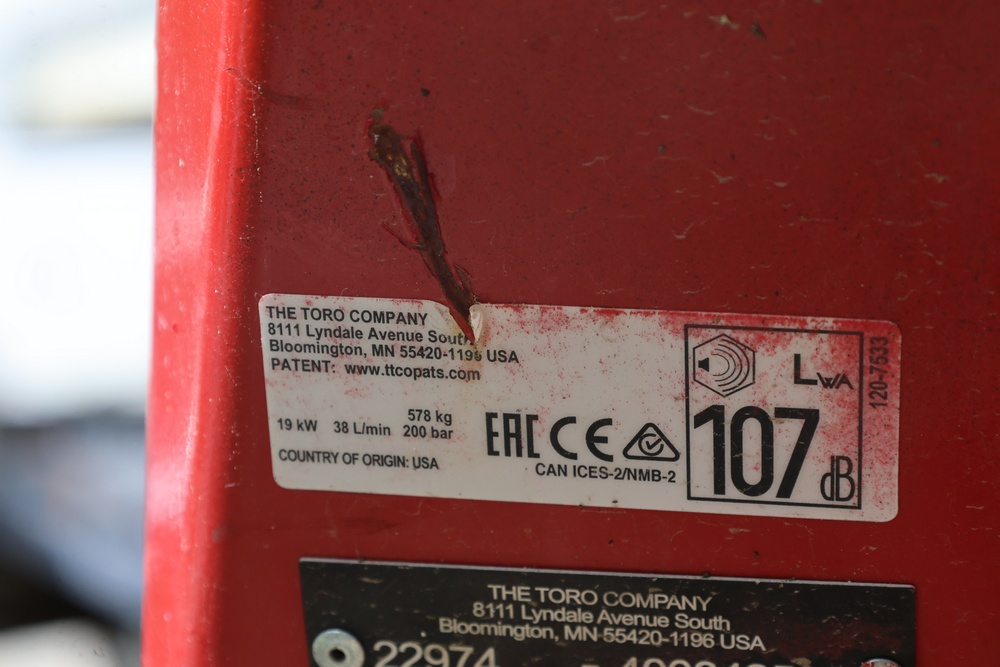 THE TORO COMPANY
8111 Lyndale Avenue South
Bloomington, MN 55420-1196 USA
PATENT: www.ttcopats.com
578 kg
19 kW 38 L/min 200 bar
COUNTRY OF ORIGIN: USA
EAC CE
CAN ICES-2/NMB-2
LWA
107 dB
120-7533
THE TORO COMPANY
8111 Lyndale Avenue South
Bloomington, MN 55420-1196 USA
22974